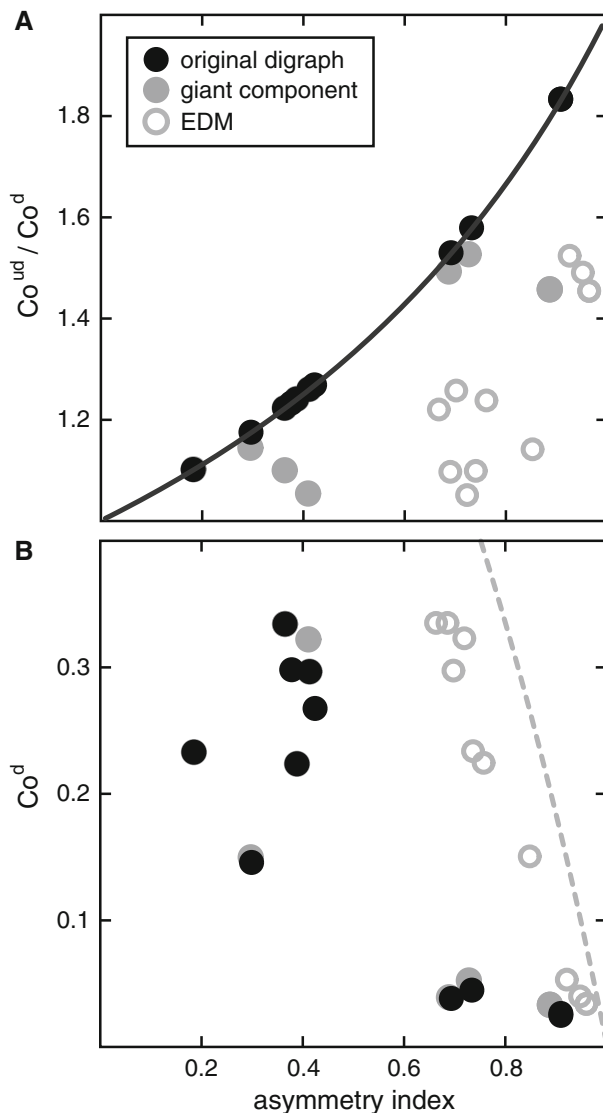 A
original digraph
giant component
EDM
1.8
1.6
1.4
1.2
Co^ud / Co^d
B
0.3
0.2
0.1
Co^d
0.2 0.4 0.6 0.8
asymmetry index